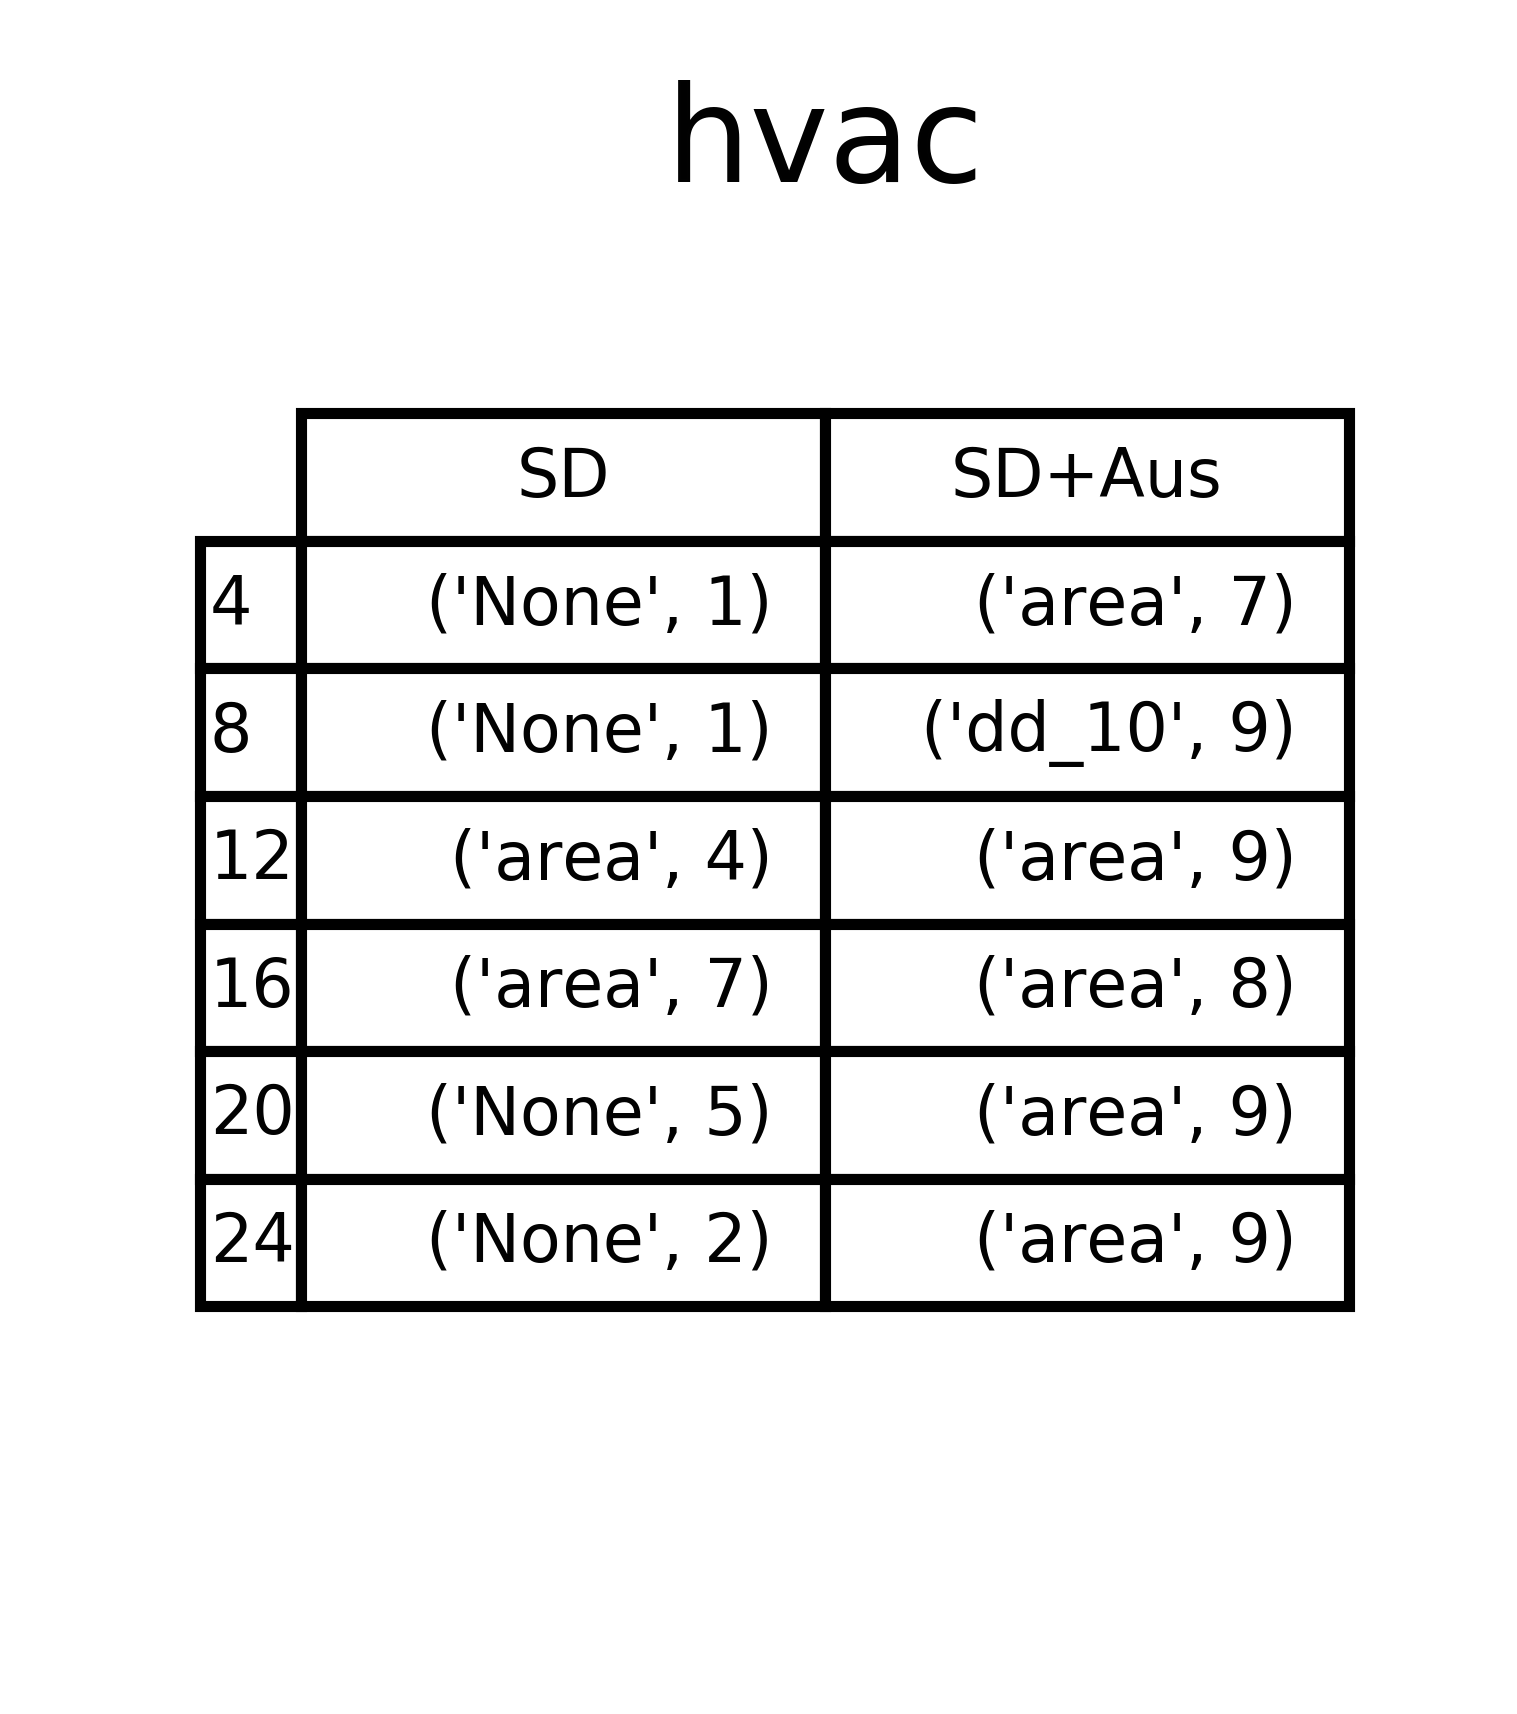 hvac
SD SD+Aus
4 ('None', 1) ('area', 7)
8 ('None', 1) ('dd_10', 9)
12 ('area', 4) ('area', 9)
16 ('area', 7) ('area', 8)
20 ('None', 5) ('area', 9)
24 ('None', 2) ('area', 9)